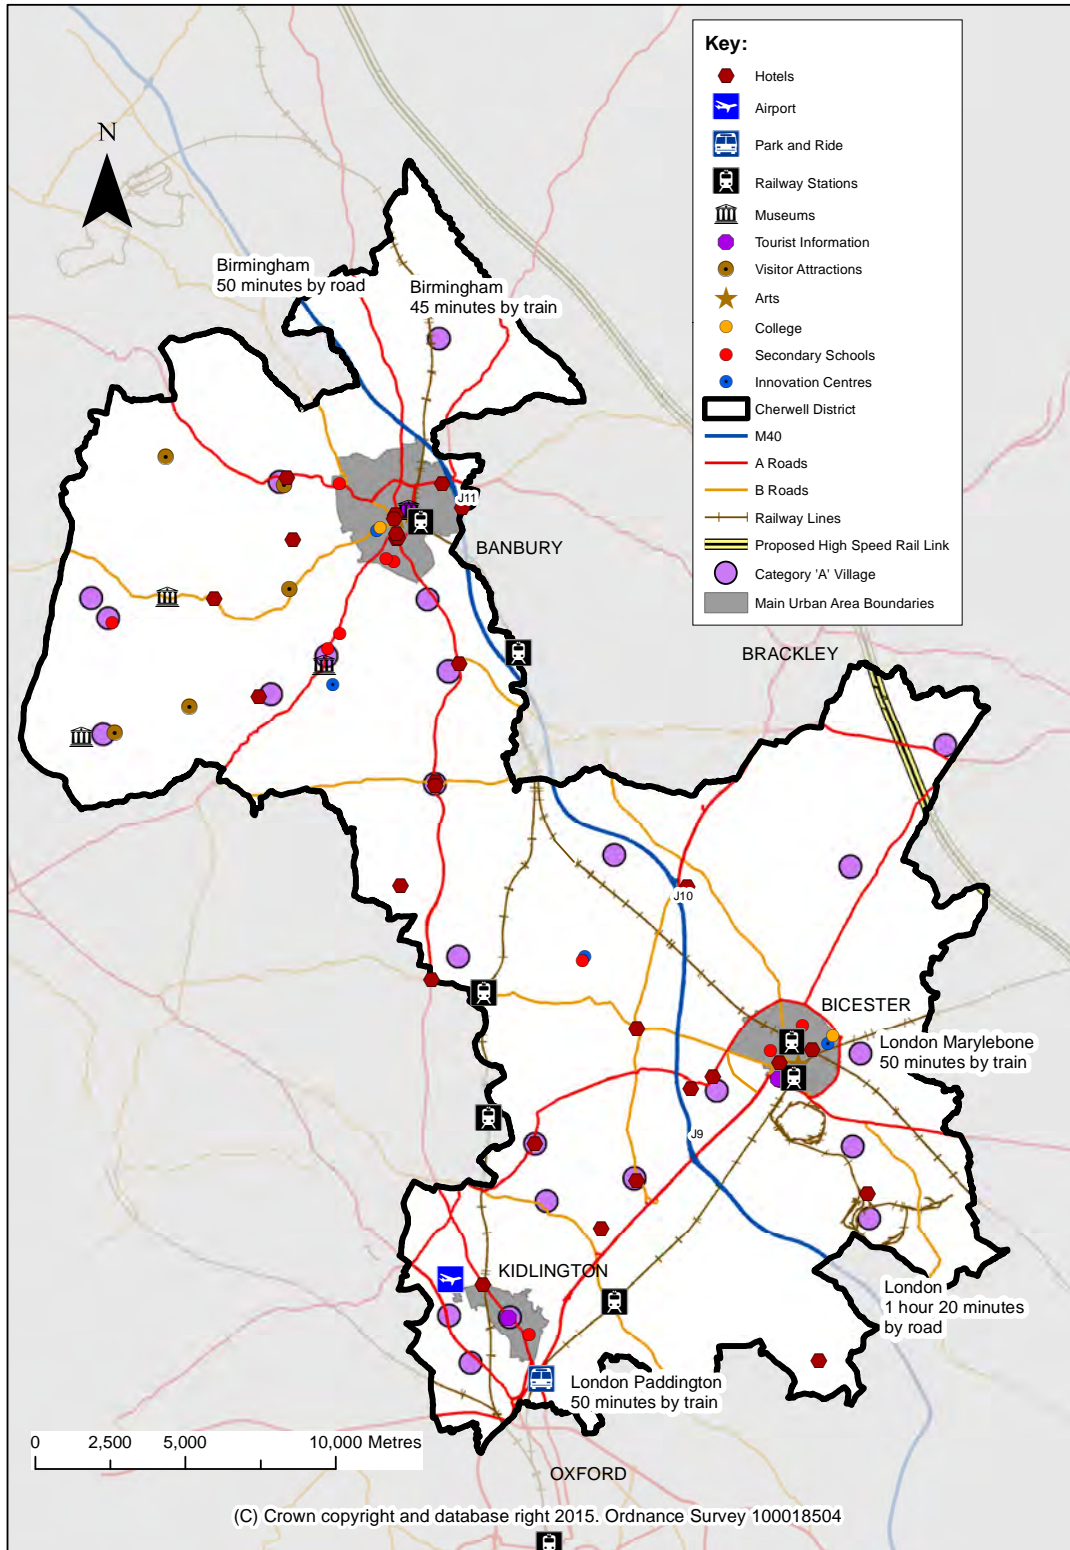 Key:
Hotels
Airport
Park and Ride
Railway Stations
Museums
Tourist Information
Visitor Attractions
Arts
College
Secondary Schools
Innovation Centres
Cherwell District
M40
A Roads
B Roads
Railway Lines
Proposed High Speed Rail Link
Category 'A' Village
Main Urban Area Boundaries
N
Birmingham
50 minutes by road
Birmingham
45 minutes by train
J11
BANBURY
BRACKLEY
J10
BICESTER
London Marylebone
50 minutes by train
J9
KIDLINGTON
London
1 hour 20 minutes
by road
London Paddington
50 minutes by train
0 2,500 5,000 10,000 Metres
OXFORD
(C) Crown copyright and database right 2015. Ordnance Survey 100018504